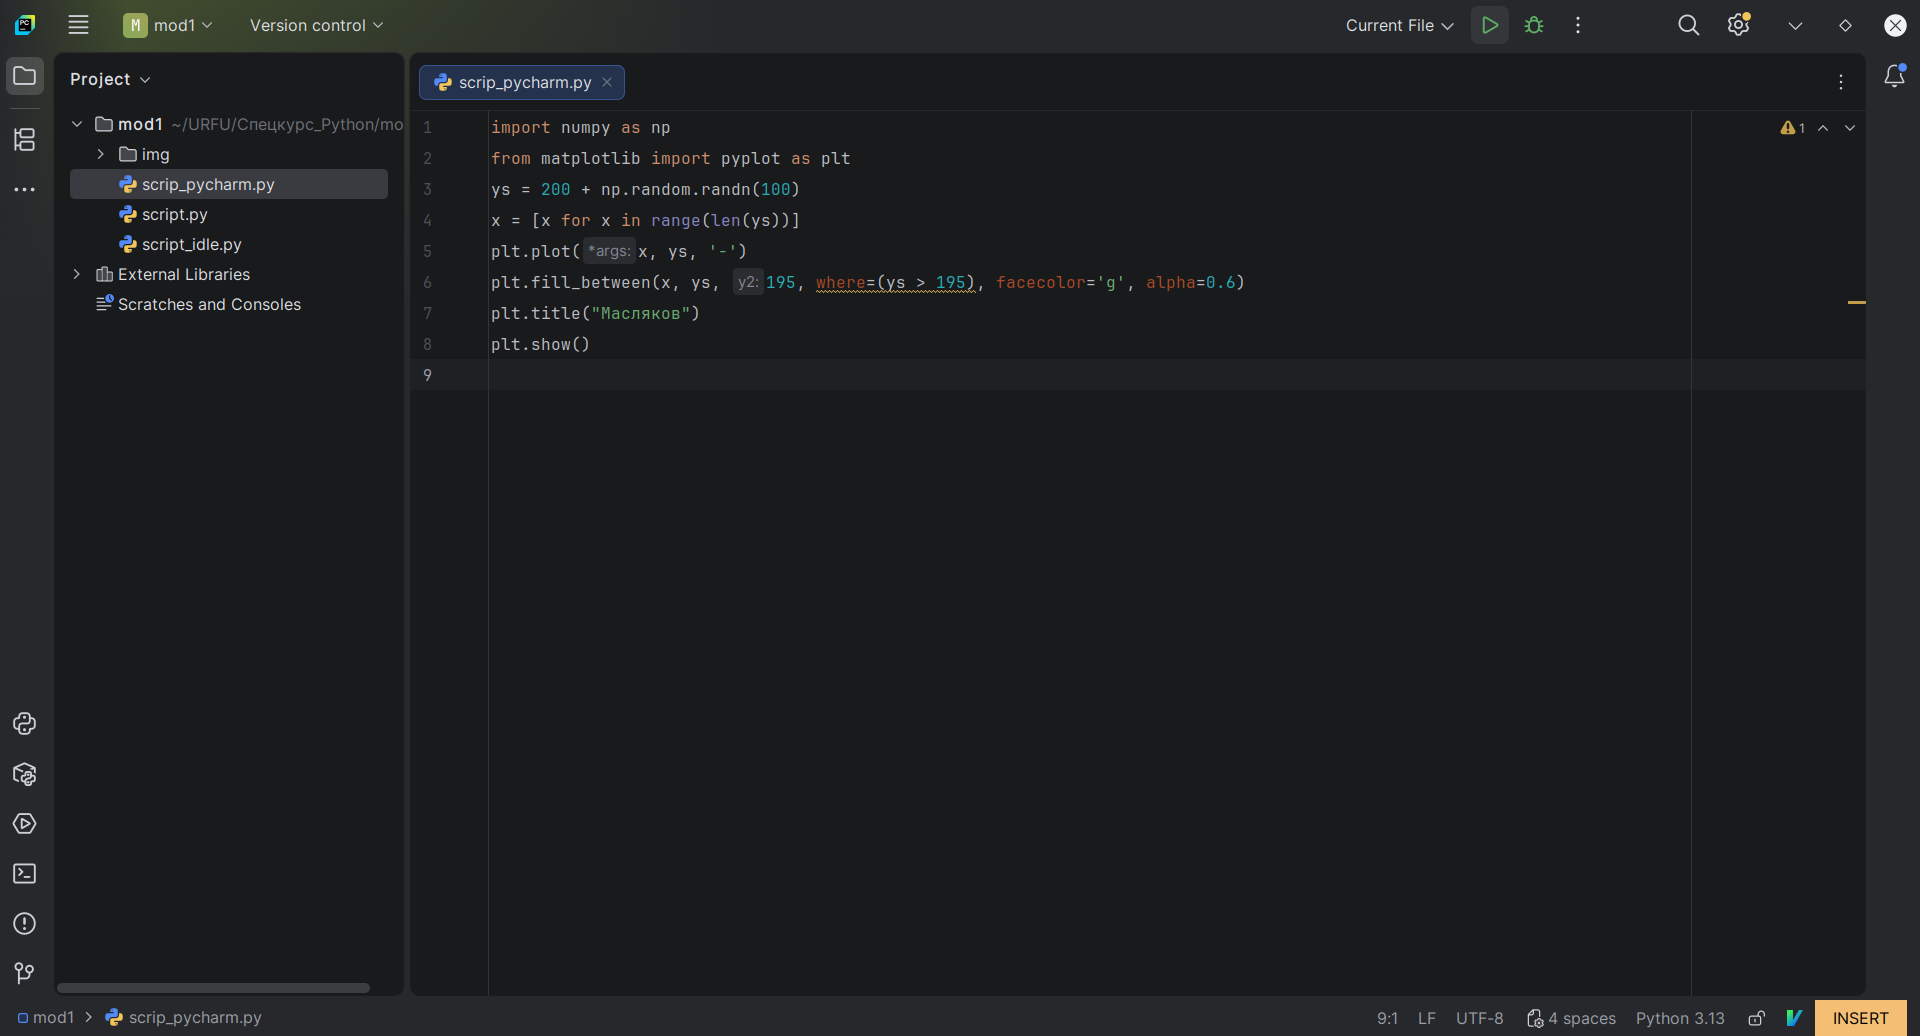 M mod1 Version control Current File
Project
scrip_pycharm.py
mod1 ~/URFU/Спецкурс_Python/mo
img
scrip_pycharm.py
script.py
script_idle.py
External Libraries
Scratches and Consoles
1 import numpy as np
2 from matplotlib import pyplot as plt
3 ys = 200 + np.random.randn(100)
4 x = [x for x in range(len(ys))]
5 plt.plot( *args: x, ys, '-')
6 plt.fill_between(x, ys, y2: 195, where=(ys > 195), facecolor='g', alpha=0.6)
7 plt.title("Масляков")
8 plt.show()
9
1
mod1 > scrip_pycharm.py 9:1 LF UTF-8 4 spaces Python 3.13 INSERT